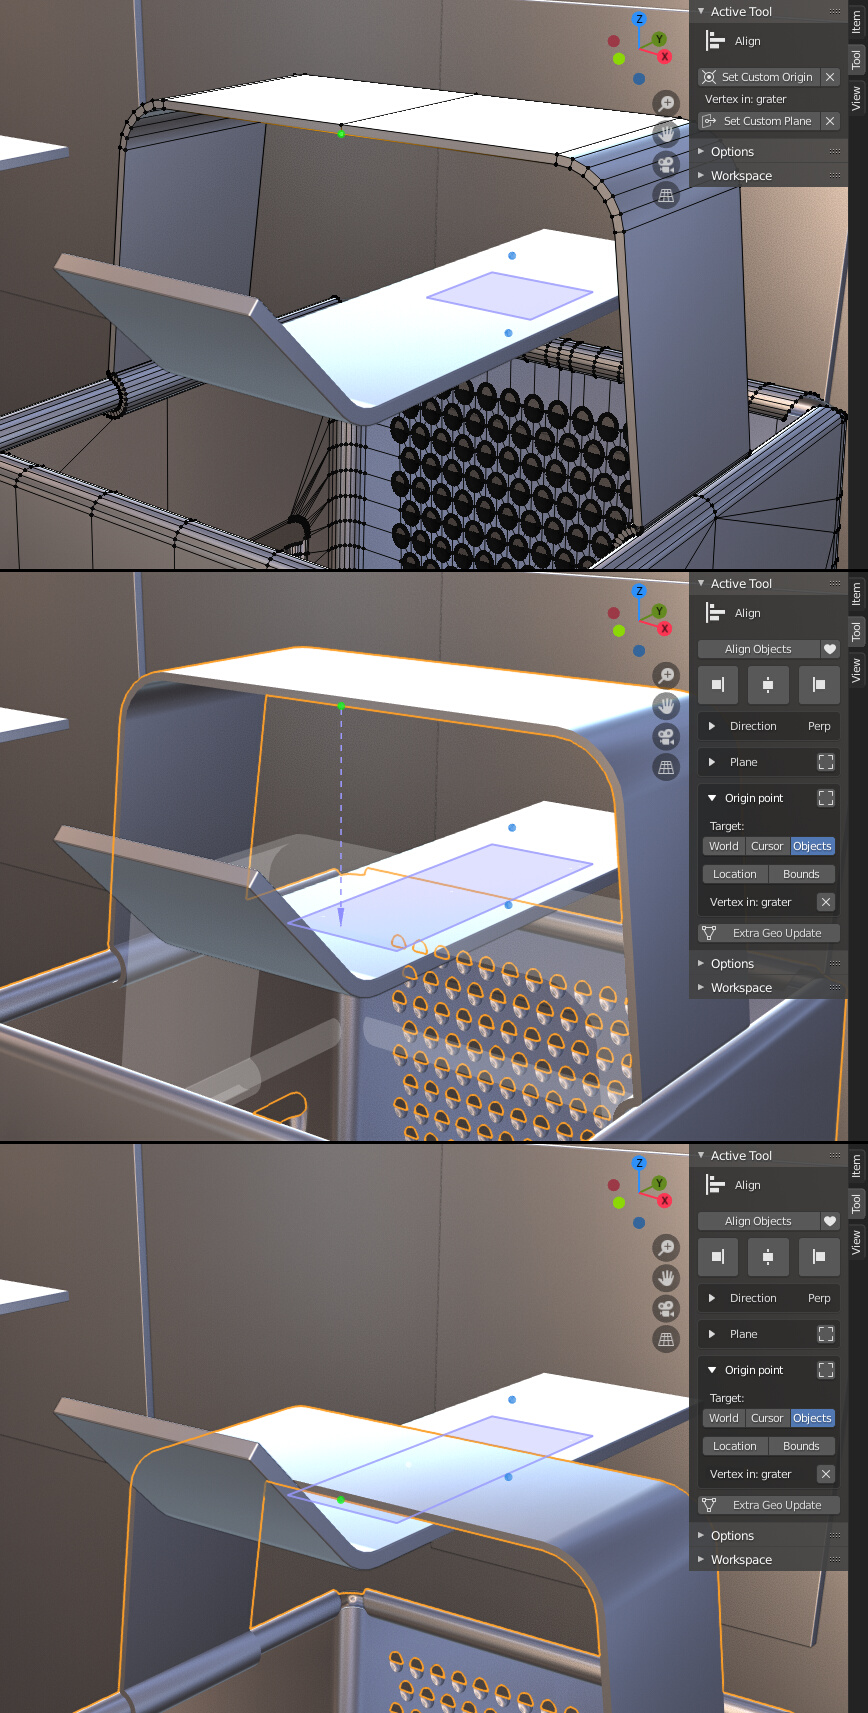 Active Tool
Item
Z
Y
X
Align
Tool
Set Custom Origin
Vertex in: grater
View
Set Custom Plane
Options
Workspace
Active Tool
Item
Z
Y
X
Align
Tool
Align Objects
View
Direction Perp
Plane
Origin point
Target:
World Cursor Objects
Location Bounds
Vertex in: grater
Extra Geo Update
Options
Workspace
Active Tool
Item
Z
Y
X
Align
Tool
Align Objects
View
Direction Perp
Plane
Origin point
Target:
World Cursor Objects
Location Bounds
Vertex in: grater
Extra Geo Update
Options
Workspace